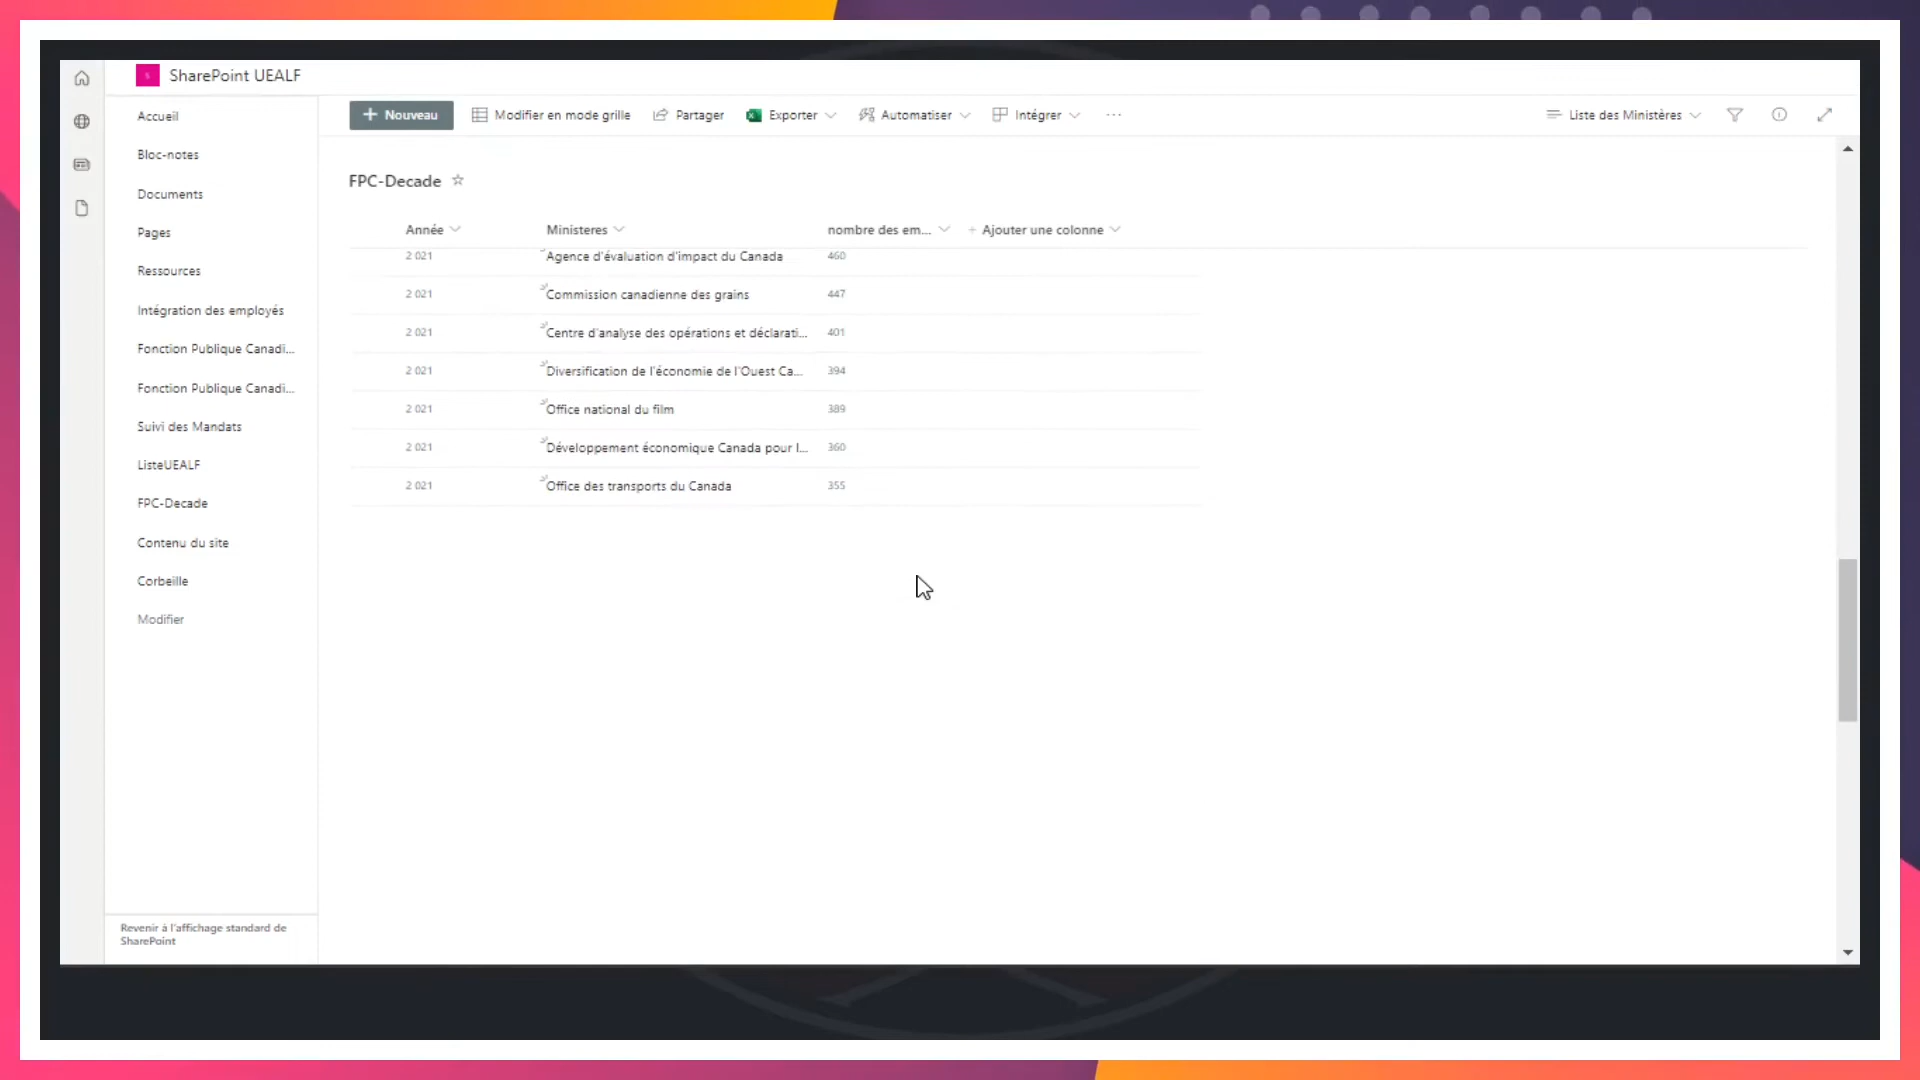 SharePoint UEALF
Accueil
Bloc-notes
Documents
Pages
Ressources
Intégration des employés
Fonction Publique Canadi...
Fonction Publique Canadi...
Suivi des Mandats
ListeUEALF
FPC-Decade
Contenu du site
Corbeille
Modifier
Revenir à l'affichage standard de
SharePoint
+ Nouveau
Modifier en mode grille
Partager
Exporter
Automatiser
Intégrer
...
Liste des Ministères
FPC-Decade
Année Ministeres nombre des em... + Ajouter une colonne
2 021 Agence d'évaluation d'impact du Canada 460
2 021 Commission canadienne des grains 447
2 021 Centre d'analyse des opérations et déclarati... 401
2 021 Diversification de l'économie de l'Ouest Ca... 394
2 021 Office national du film 389
2 021 Développement économique Canada pour l... 360
2 021 Office des transports du Canada 355